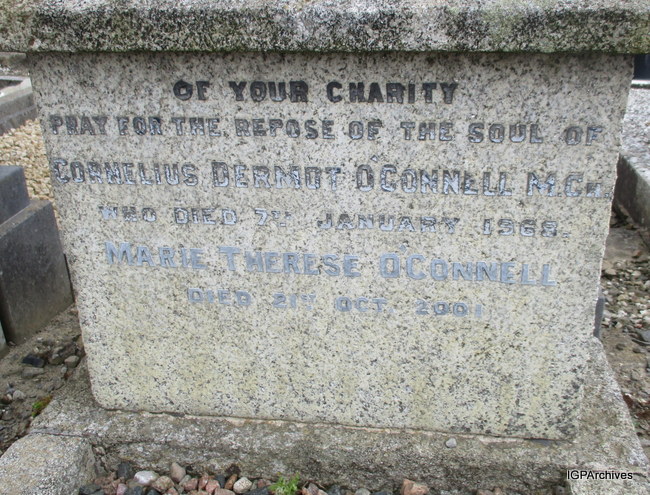 OF YOUR CHARITY
PRAY FOR THE REPOSE OF THE SOUL OF
CORNELIUS DERMOT O'CONNELL M.CH.
WHO DIED 7TH JANUARY 1968.
MARIE THERESE O'CONNELL
DIED 21ST OCT. 2001
IGPArchives